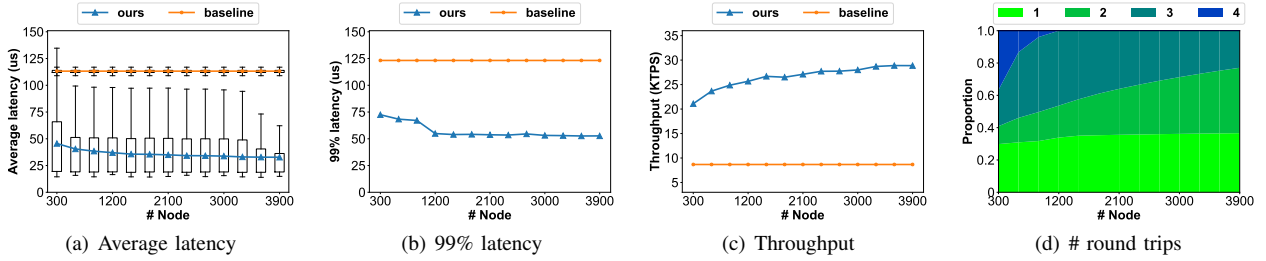 ours baseline
150
125
100
75
50
25
0
Average latency (us)
300 1200 2100 3000 3900
# Node
(a) Average latency
ours baseline
150
125
100
75
50
25
0
99% latency (us)
300 1200 2100 3000 3900
# Node
(b) 99% latency
ours baseline
35
30
25
20
15
10
5
Throughput (KTPS)
300 1200 2100 3000 3900
# Node
(c) Throughput
1 2 3 4
1.0
0.8
0.6
0.4
0.2
0
Proportion
300 1200 2100 3000 3900
# Node
(d) # round trips